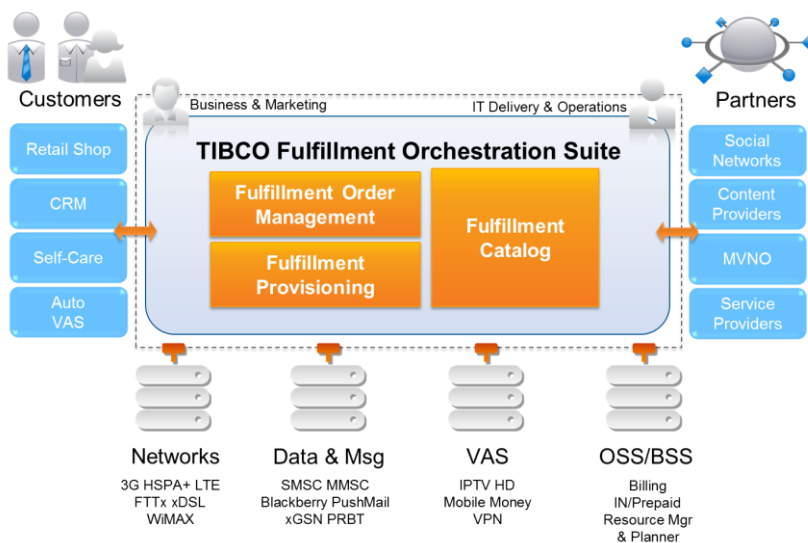 Customers
Business & Marketing
IT Delivery & Operations
Partners
Retail Shop
CRM
Self-Care
Auto
VAS
TIBCO Fulfillment Orchestration Suite
Fulfillment Order
Management
Fulfillment
Provisioning
Fulfillment
Catalog
Social
Networks
Content
Providers
MVNO
Service
Providers
Networks
3G HSPA+ LTE
FTTx xDSL
WiMAX
Data & Msg
SMSC MMSC
Blackberry PushMail
xGSN PRBT
VAS
IPTV HD
Mobile Money
VPN
OSS/BSS
Billing
IN/Prepaid
Resource Mgr
& Planner